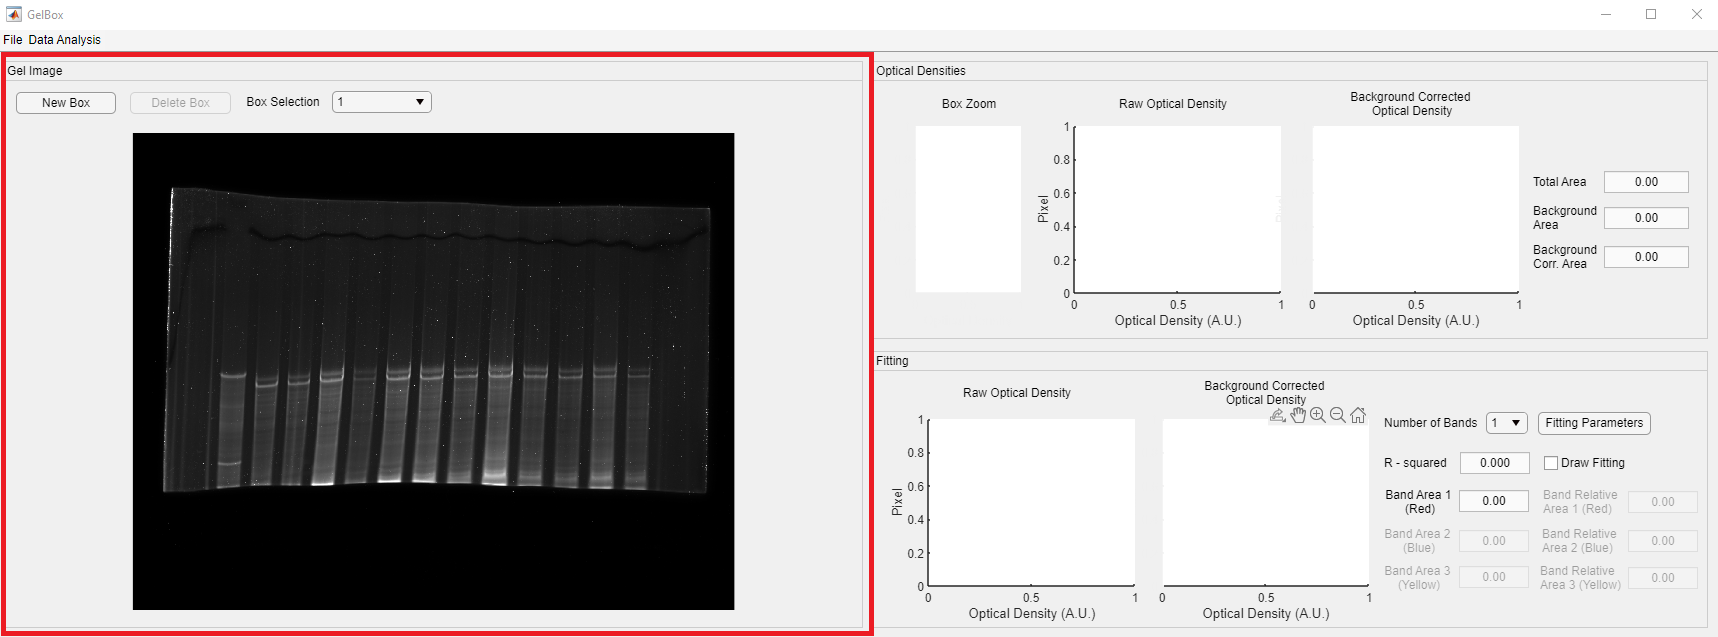 GelBox
File Data Analysis
Gel Image
New Box
Delete Box
Box Selection
1
Optical Densities
Box Zoom
Raw Optical Density
1
0.8
0.6
0.4
0.2
0
Pixel
0
0.5
1
Optical Density (A.U.)
Background Corrected
Optical Density
0
0.5
1
Optical Density (A.U.)
Total Area
0.00
Background
Area
0.00
Background
Corr. Area
0.00
Fitting
Raw Optical Density
1
0.8
0.6
0.4
0.2
0
Pixel
0
0.5
1
Optical Density (A.U.)
Background Corrected
Optical Density
0
0.5
1
Optical Density (A.U.)
Number of Bands
1
Fitting Parameters
R - squared
0.000
Draw Fitting
Band Area 1
(Red)
0.00
Band Relative
Area 1 (Red)
0.00
Band Area 2
(Blue)
0.00
Band Relative
Area 2 (Blue)
0.00
Band Area 3
(Yellow)
0.00
Band Relative
Area 3 (Yellow)
0.00